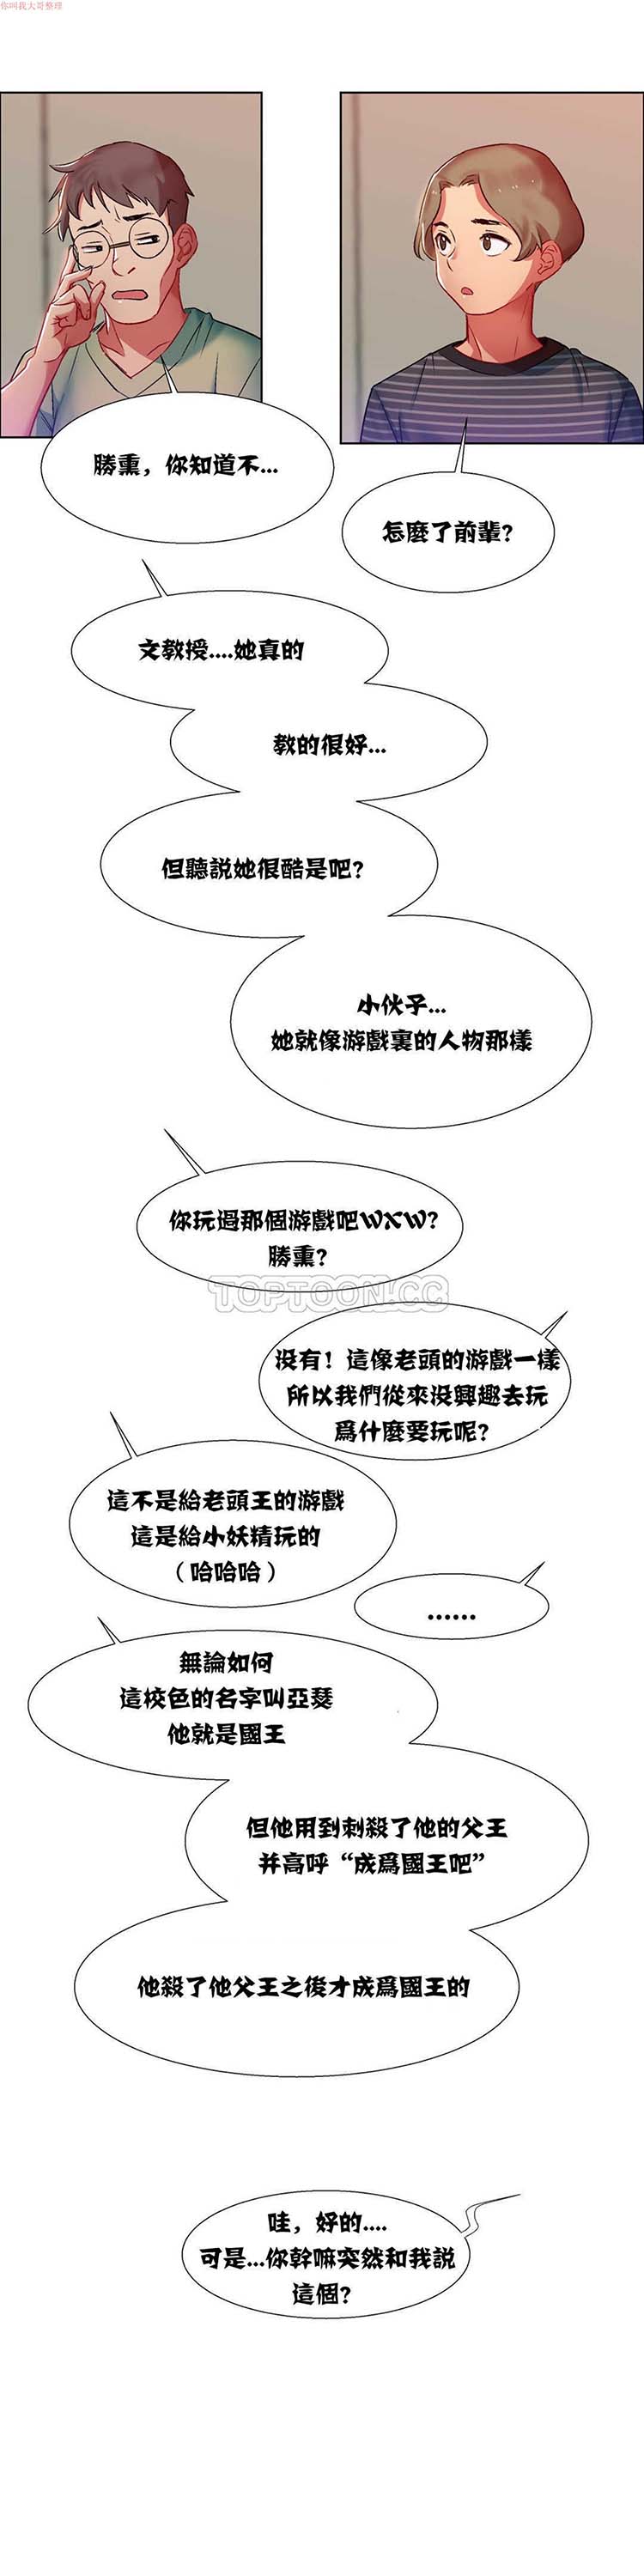 你叫我大哥整理
勝熏，你知道不...
怎麼了前輩?
文教授....她真的
教的很好...
但聽説她很酷是吧?
小伙子...
她就像游戲裏的人物那樣
你玩過那個游戲吧WXW?
勝熏?
TOPTOON.CC
没有！這像老頭的游戲一樣
所以我們從來没興趣去玩
爲什麼要玩呢?
這不是給老頭王的游戲
這是給小妖精玩的
（哈哈哈）
......
無論如何
這校色的名字叫亞瑟
他就是國王
但他用到刺殺了他的父王
并高呼“成爲國王吧”
他殺了他父王之後才成爲國王的
哇，好的....
可是...你幹嘛突然和我説
這個?